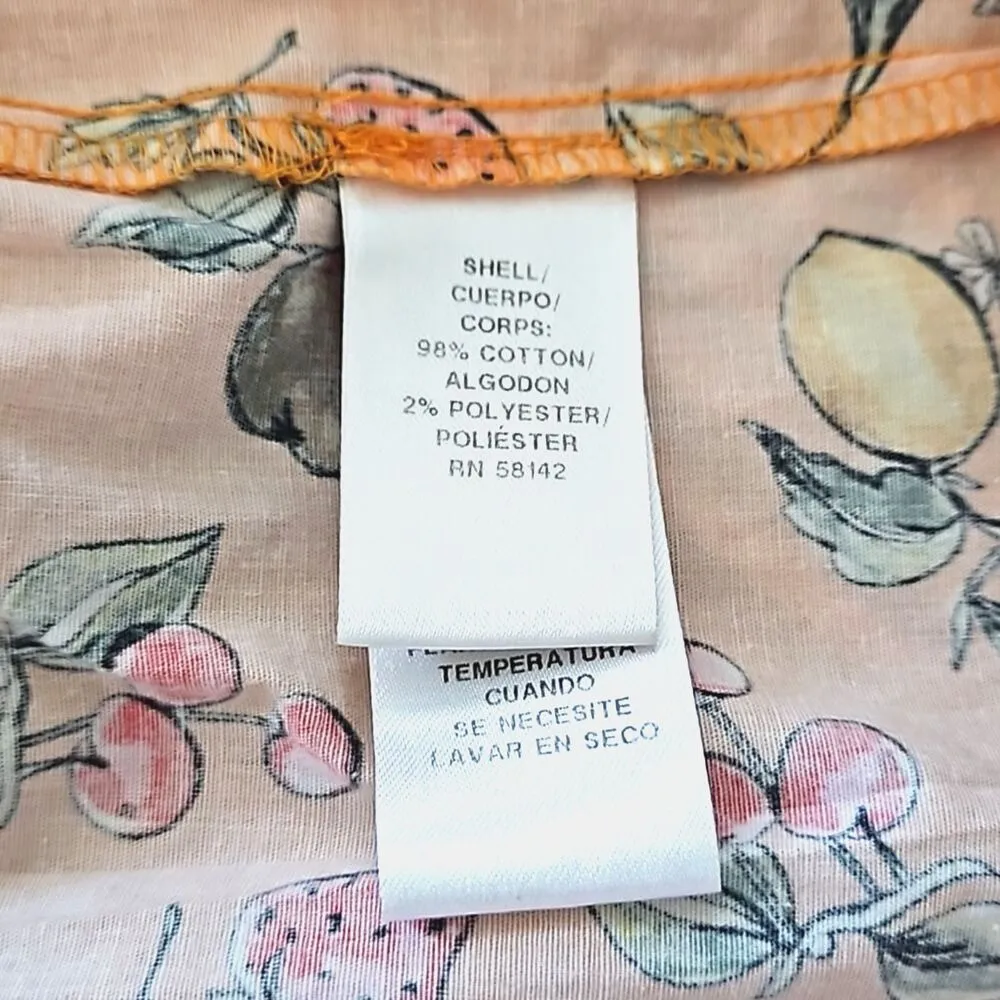 SHELL/
CUERPO/
CORPS:
98% COTTON/
ALGODON
2% POLYESTER/
POLIÉSTER
RN 58142
TEMPERATURA
CUANDO
SE NECESITE
LAVAR EN SECO